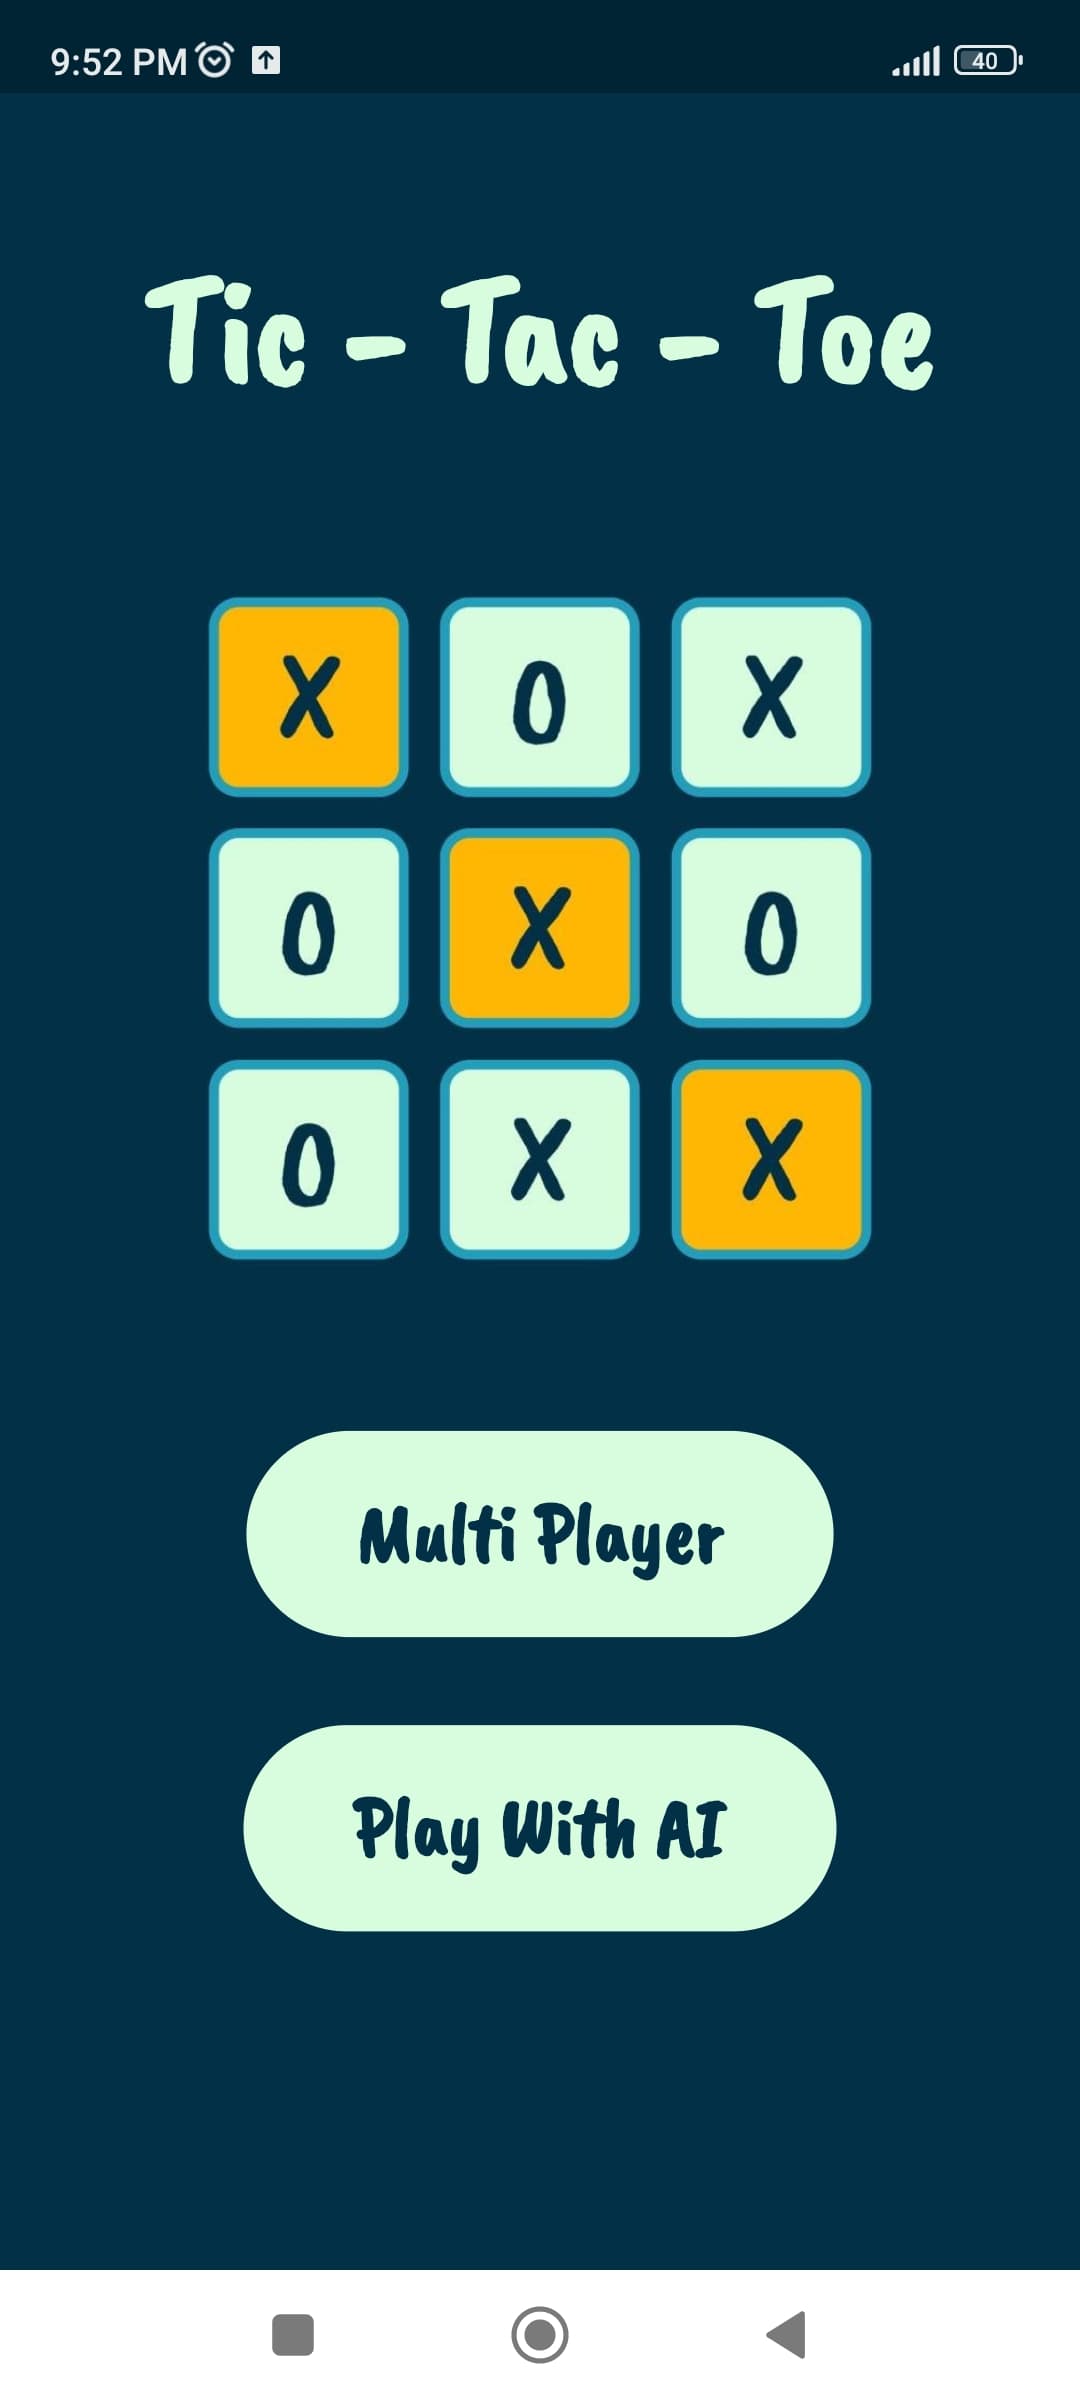 9:52 PM 40
Tic - Tac - Toe
X O X
O X O
O X X
Multi Player
Play With AI